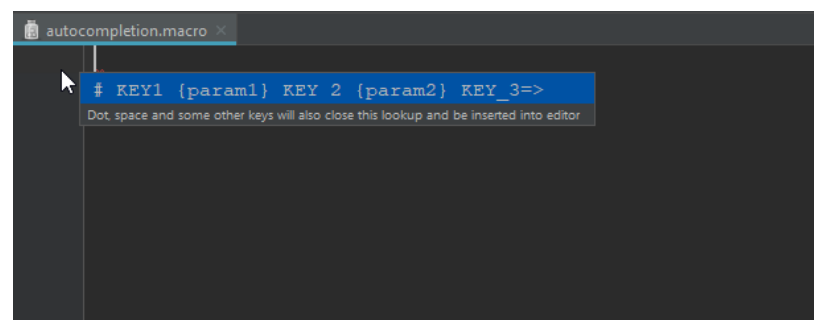 autocompletion.macro
# KEY1 {param1} KEY 2 {param2} KEY_3=>
Dot, space and some other keys will also close this lookup and be inserted into editor